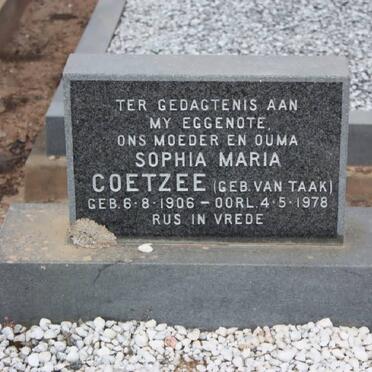 TER GEDAGTENIS AAN
MY EGGENOTE,
ONS MOEDER EN OUMA
SOPHIA MARIA
COETZEE (GEB. VAN TAAK)
GEB. 6-8-1906 - OORL. 4-5-1978
RUS IN VREDE